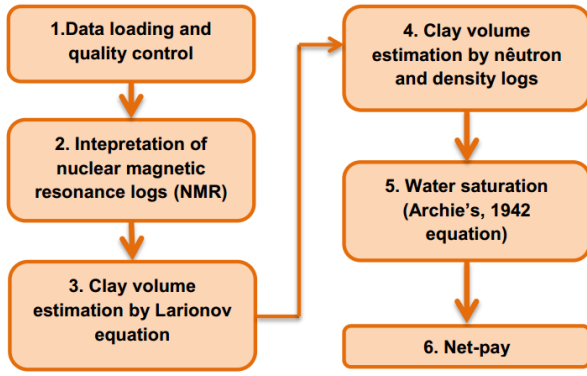 1.Data loading and
quality control
2. Intepretation of
nuclear magnetic
resonance logs (NMR)
3. Clay volume
estimation by Larionov
equation
4. Clay volume
estimation by nêutron
and density logs
5. Water saturation
(Archie's, 1942
equation)
6. Net-pay